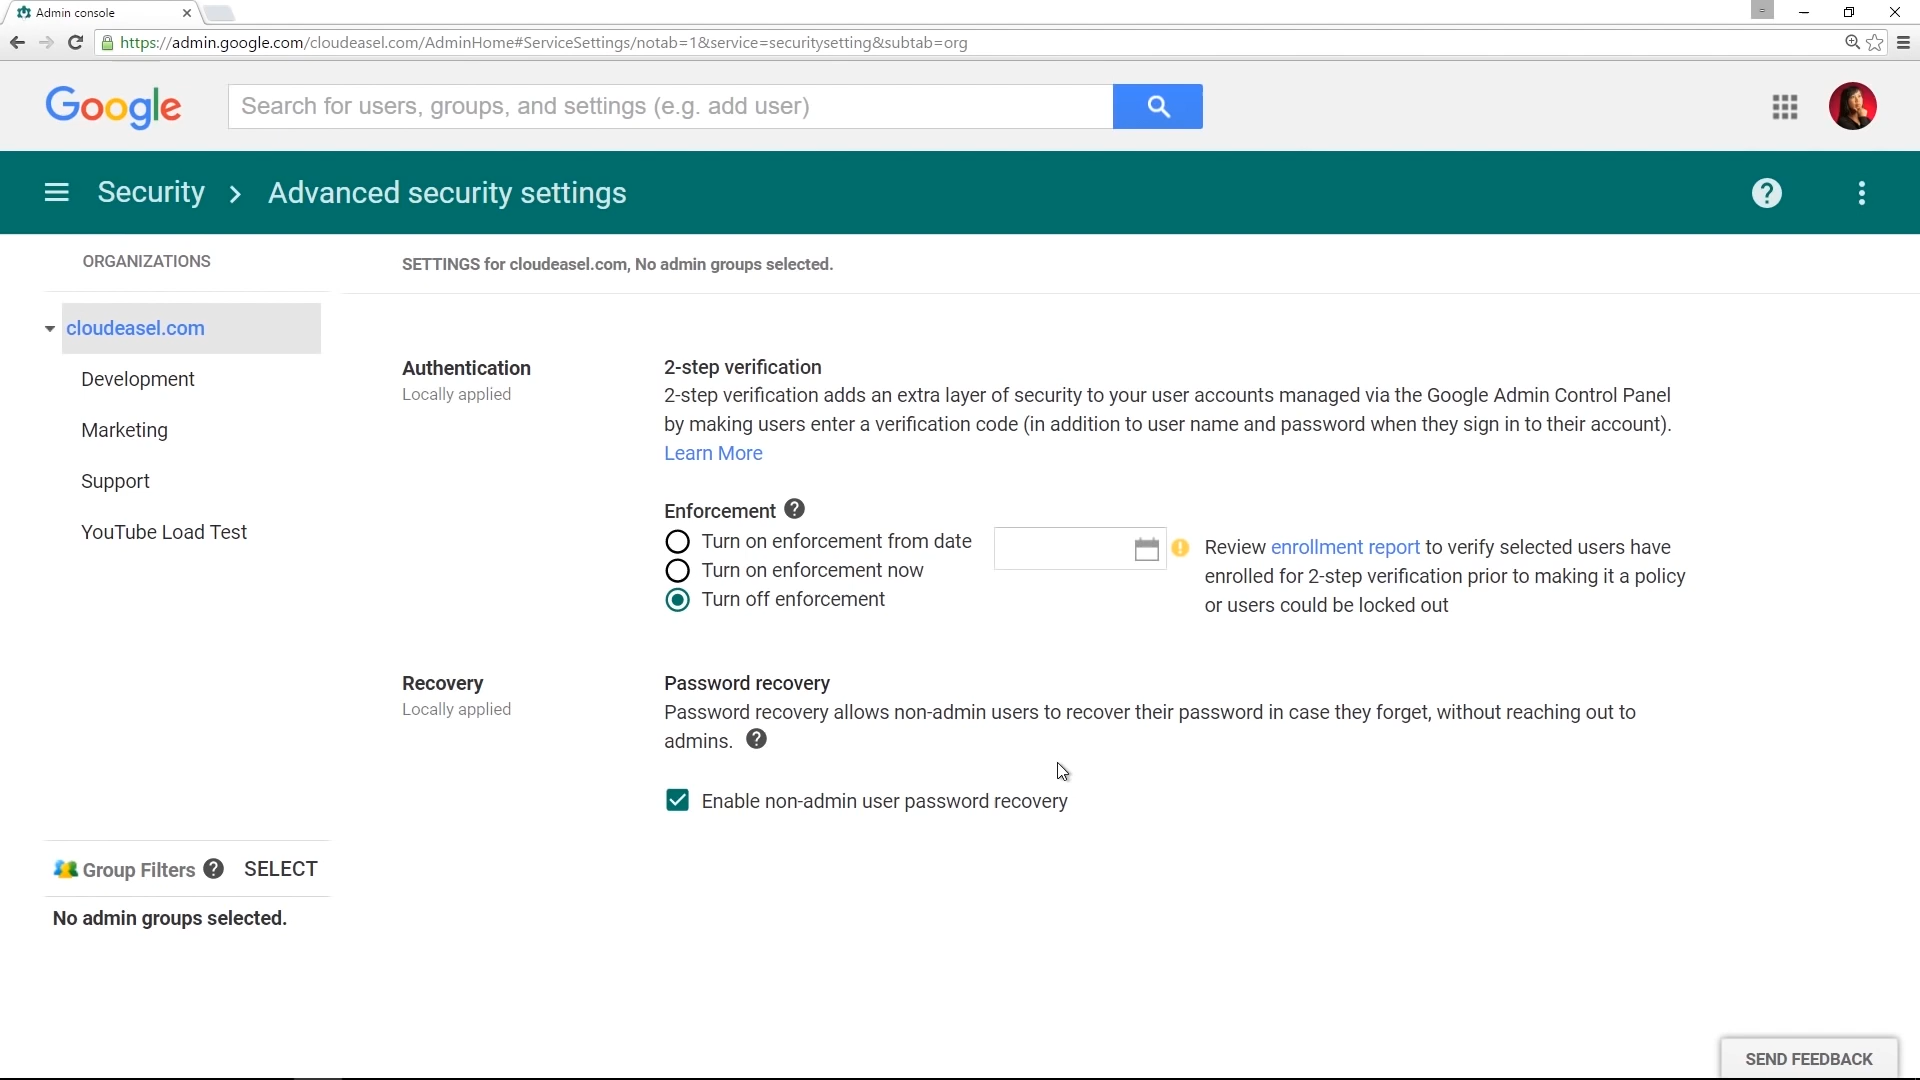 Admin console
https://admin.google.com/cloudeasel.com/AdminHome#ServiceSettings/notab=1&service=securitysetting&subtab=org
Google
Search for users, groups, and settings (e.g. add user)
Security > Advanced security settings
ORGANIZATIONS
SETTINGS for cloudeasel.com, No admin groups selected.
cloudeasel.com
Development
Marketing
Support
YouTube Load Test
Authentication
Locally applied
2-step verification
2-step verification adds an extra layer of security to your user accounts managed via the Google Admin Control Panel
by making users enter a verification code (in addition to user name and password when they sign in to their account).
Learn More
Enforcement ?
Turn on enforcement from date
Turn on enforcement now
Turn off enforcement
Review enrollment report to verify selected users have
enrolled for 2-step verification prior to making it a policy
or users could be locked out
Recovery
Locally applied
Password recovery
Password recovery allows non-admin users to recover their password in case they forget, without reaching out to
admins. ?
Enable non-admin user password recovery
Group Filters ? SELECT
No admin groups selected.
SEND FEEDBACK